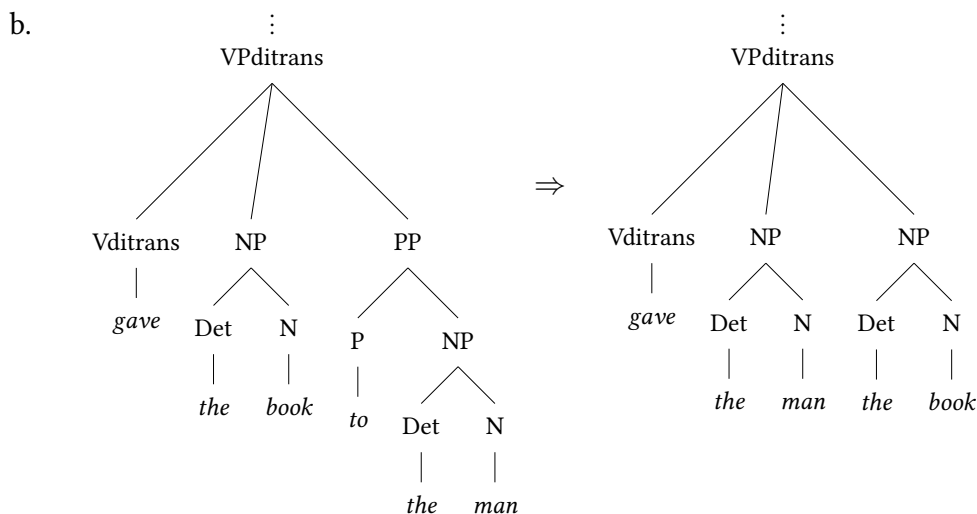 b.
⋮ ⋮
VPditrans VPditrans
⇒
Vditrans NP PP Vditrans NP NP
gave Det N P NP gave Det N Det N
the book to Det N the man the book
the man